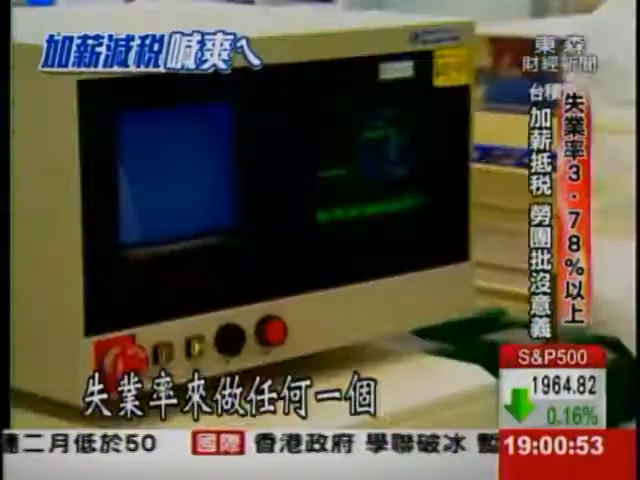 加薪減稅喊爽ㄟ
東森
財經新聞
失業率3.78%以上
加薪抵稅 勞團批沒意義
S&P500
1964.82
0.16%
失業率來做任何一個
二月低於50 國際 香港政府 學聯破冰
19:00:53